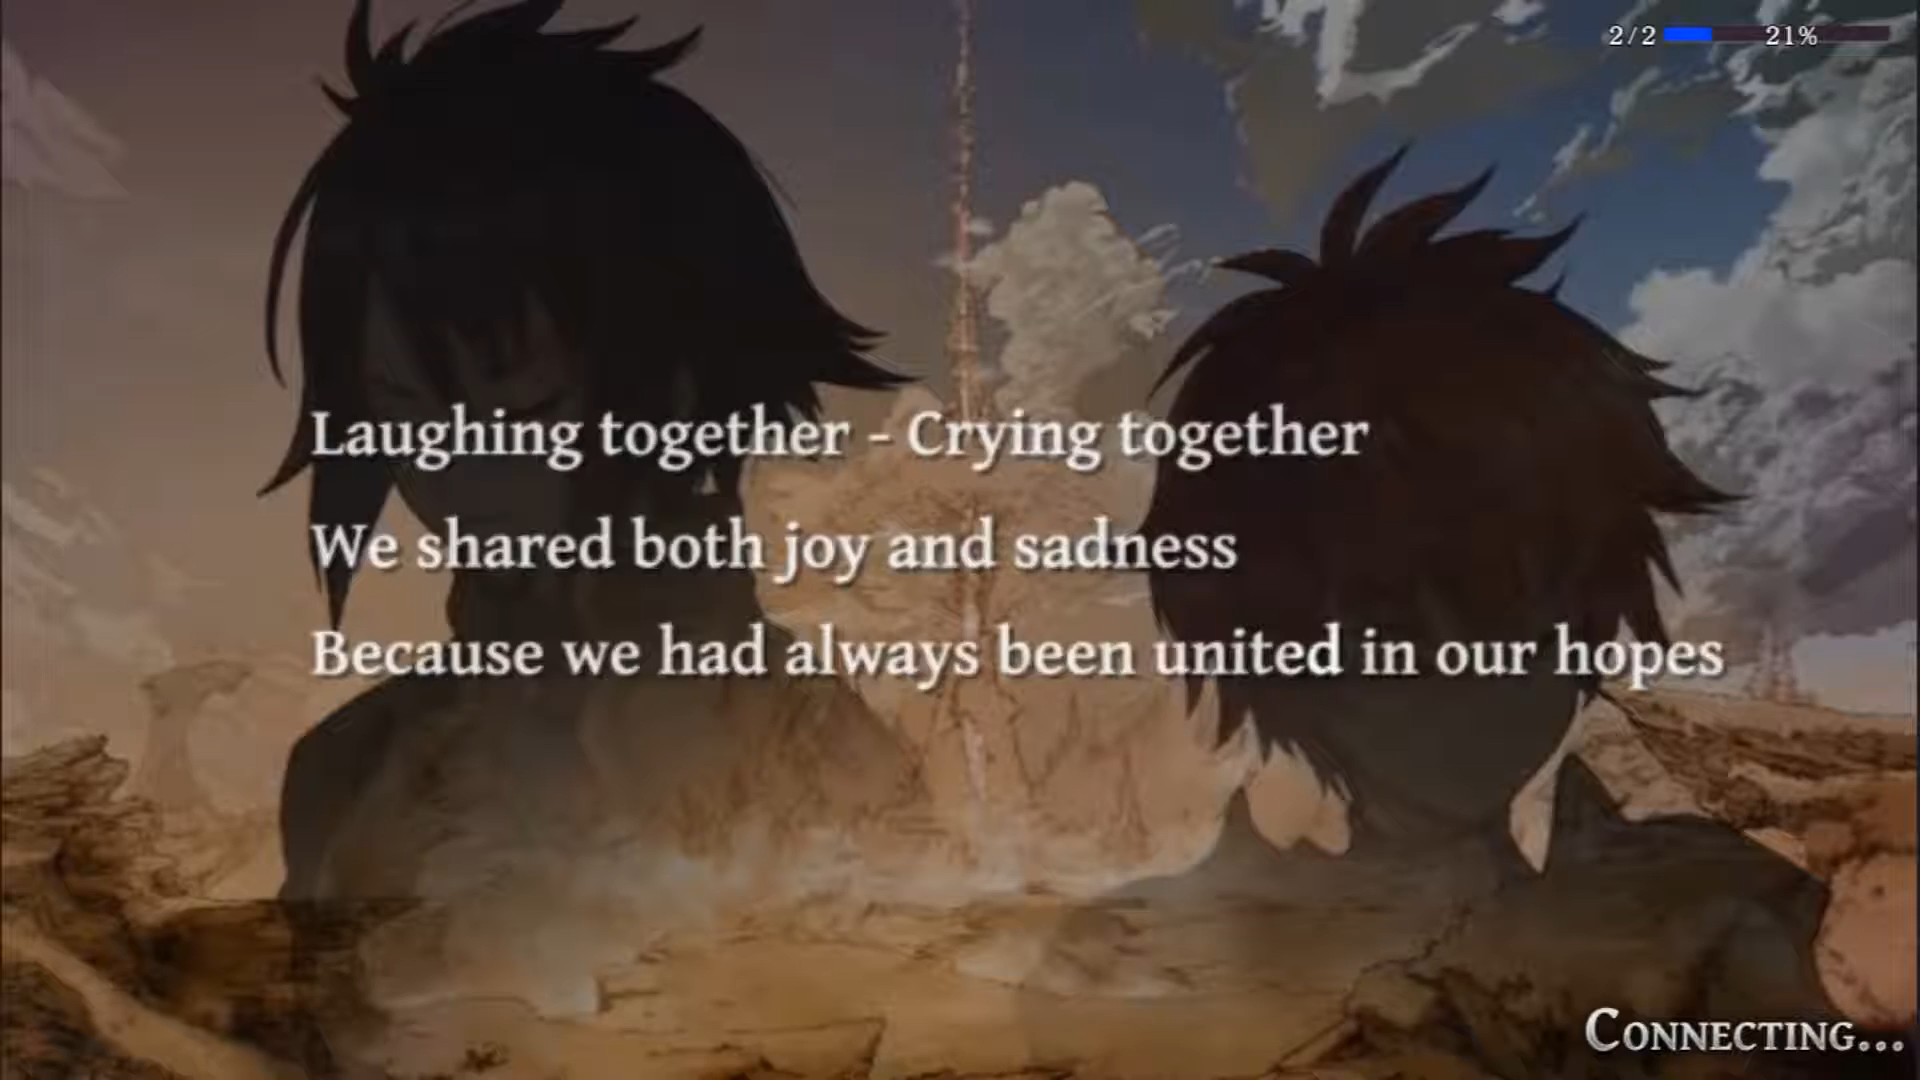 2/2 21%
Laughing together - Crying together
We shared both joy and sadness
Because we had always been united in our hopes
CONNECTING...